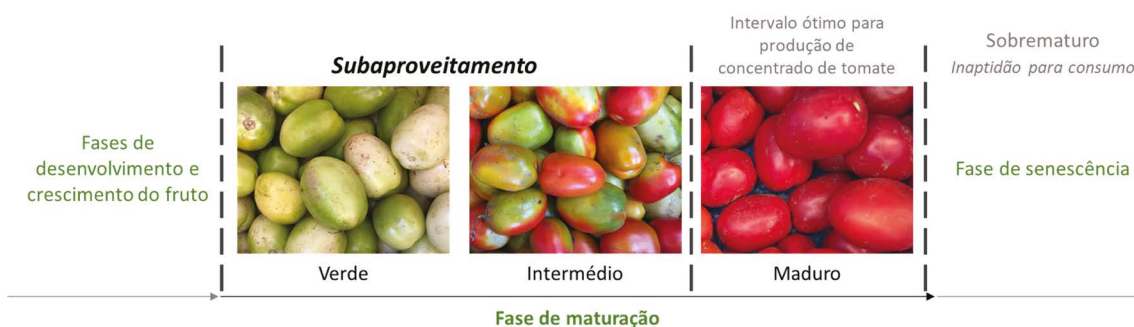 Subaproveitamento
Intervalo ótimo para
produção de
concentrado de tomate
Sobrematuro
Inaptidão para consumo
Fases de
desenvolvimento e
crescimento do fruto
Fase de senescência
Verde
Intermédio
Maduro
Fase de maturação